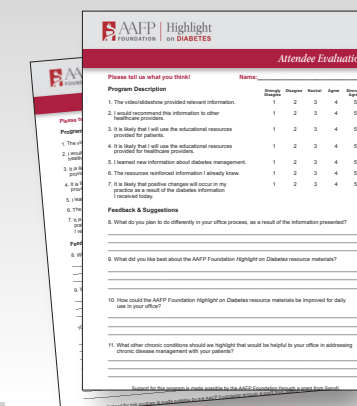 AAFP Highlight
FOUNDATION on DIABETES
Attendee Evaluatio
Please tell us what you think! Name:
Program Description
Strongly Disagree Disagree Neutral Agree
1. The video/slideshow provided relevant information. 1 2 3 4 5
2. I would recommend this information to other
healthcare providers. 1 2 3 4 5
3. It is likely that I will use the educational resources
provided for patients. 1 2 3 4 5
4. It is likely that I will use the educational resources
provided for healthcare providers. 1 2 3 4 5
5. I learned new information about diabetes management. 1 2 3 4 5
6. The resources reinforced information I already knew. 1 2 3 4 5
7. It is likely that positive changes will occur in my
practice as a result of the diabetes information
I received today. 1 2 3 4 5
Feedback & Suggestions
8. What do you plan to do differently in your office process, as a result of the information presented?
9. What did you like best about the AAFP Foundation Highlight on Diabetes resource materials?
10. How could the AAFP Foundation Highlight on Diabetes resource materials be improved for daily
use in your office?
11. What other chronic conditions should we highlight that would be helpful to your office in addressing
chronic disease management with your patients?
Support for this program is made possible by the AAFP Foundation through a grant from Sanofi